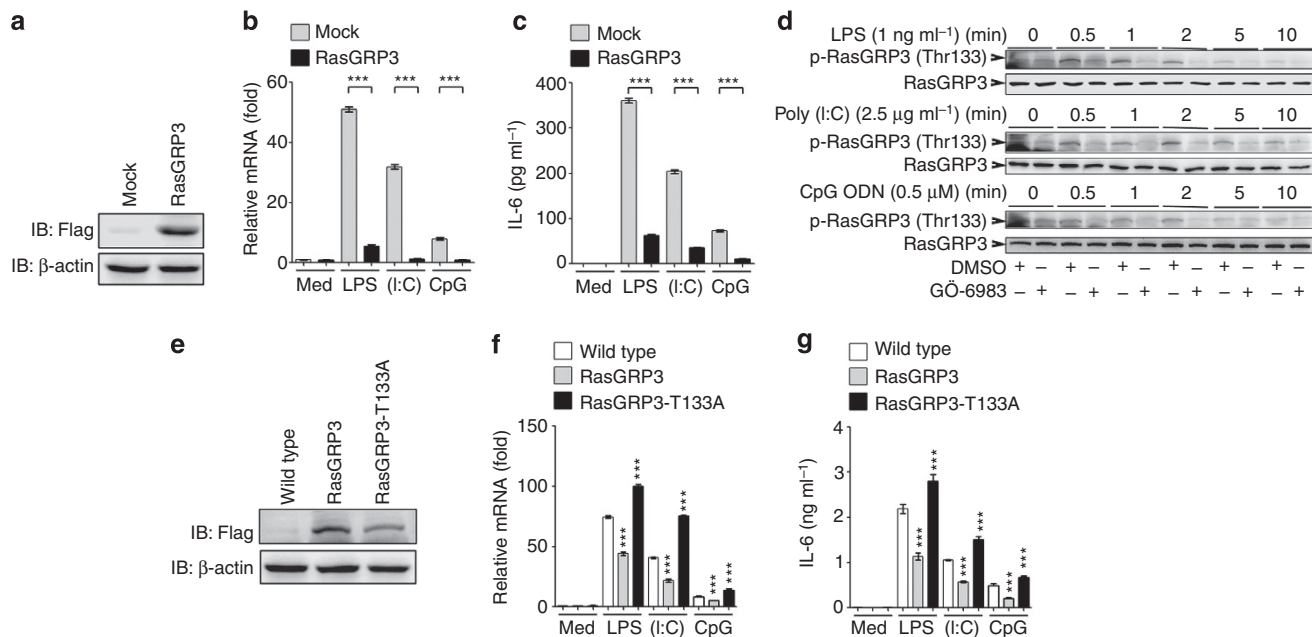 a
Mock
RasGRP3
IB: Flag
IB: β-actin
b
Mock
RasGRP3
Relative mRNA (fold)
60
40
20
0
***
***
***
Med
LPS
(I:C)
CpG
c
Mock
RasGRP3
IL-6 (pg ml⁻¹)
400
300
200
100
0
***
***
***
Med
LPS
(I:C)
CpG
d
LPS (1 ng ml⁻¹) (min) 0 0.5 1 2 5 10
p-RasGRP3 (Thr133)
RasGRP3
Poly (I:C) (2.5 μg ml⁻¹) (min) 0 0.5 1 2 5 10
p-RasGRP3 (Thr133)
RasGRP3
CpG ODN (0.5 μM) (min) 0 0.5 1 2 5 10
p-RasGRP3 (Thr133)
RasGRP3
DMSO + – + – + – + – + – + –
GÖ-6983 – + – + – + – + – + – +
e
Wild type
RasGRP3
RasGRP3-T133A
IB: Flag
IB: β-actin
f
Wild type
RasGRP3
RasGRP3-T133A
Relative mRNA (fold)
150
100
50
0
***
***
***
***
***
***
Med
LPS
(I:C)
CpG
g
Wild type
RasGRP3
RasGRP3-T133A
IL-6 (ng ml⁻¹)
4
3
2
1
0
***
***
***
***
***
***
Med
LPS
(I:C)
CpG